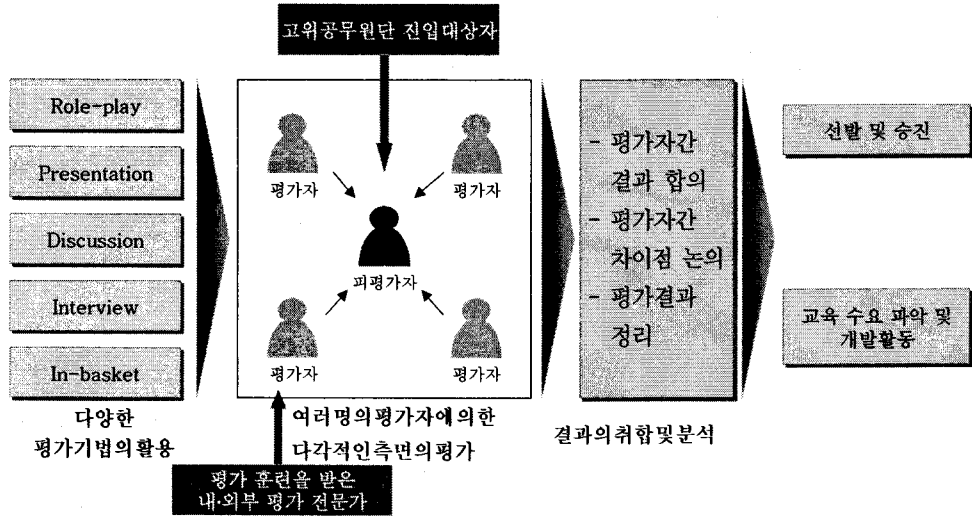 고위공무원단 진입대상자
Role-play
Presentation
Discussion
Interview
In-basket
다양한
평가기법의활용
평가자
평가자
피평가자
평가자
평가자
여러명의평가자에의한
다각적인측면의평가
평가 훈련을 받은
내·외부 평가 전문가
- 평가자간
결과 합의
- 평가자간
차이점 논의
- 평가결과
정리
결과의취합및분석
선발 및 승진
교육 수요 파악 및
개발활동